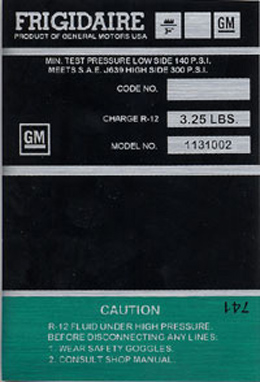 FRIGIDAIRE
PRODUCT OF GENERAL MOTORS USA
GM
MIN. TEST PRESSURE LOW SIDE 140 P.S.I.
MEETS S.A.E. J639 HIGH SIDE 300 P.S.I.
CODE NO.
CHARGE R-12 3.25 LBS.
GM
MODEL NO. 1131002
741
CAUTION
R-12 FLUID UNDER HIGH PRESSURE.
BEFORE DISCONNECTING ANY LINES:
1. WEAR SAFETY GOGGLES.
2. CONSULT SHOP MANUAL.